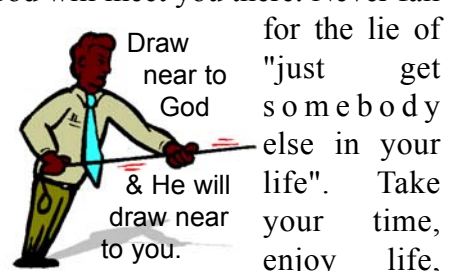 God will meet you there. Never fall
for the lie of
"just get
somebody
else in your
life". Take
your time,
enjoy life,
Draw
near to
God
& He will
draw near
to you.